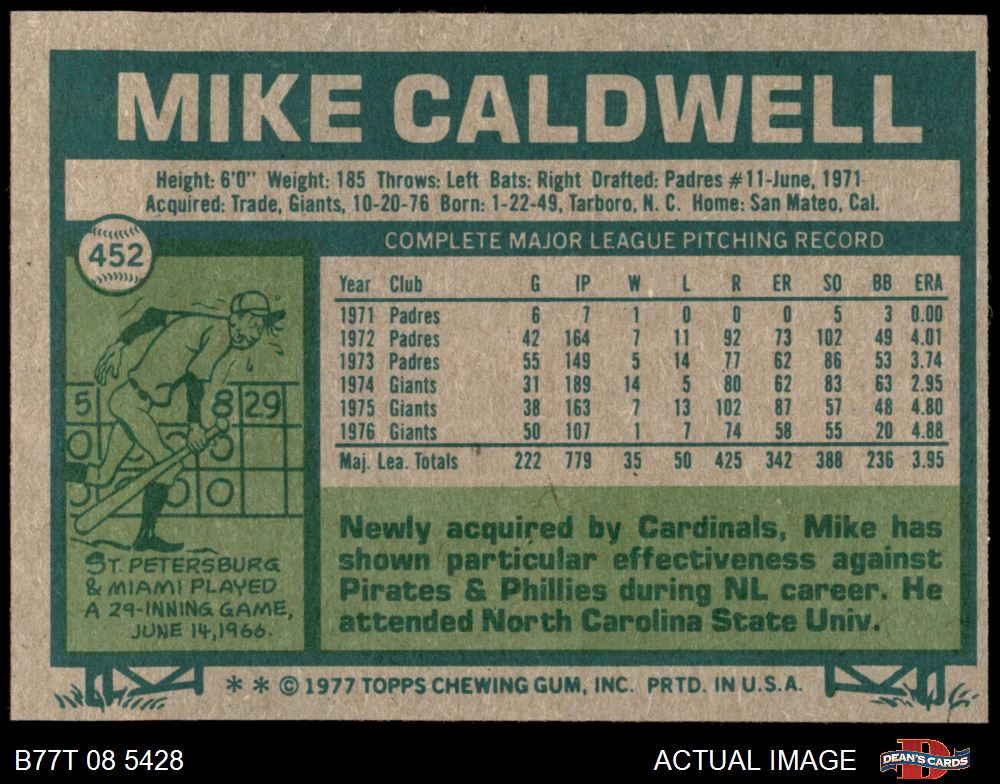 MIKE CALDWELL
Height: 6'0" Weight: 185 Throws: Left Bats: Right Drafted: Padres #11-June, 1971
Acquired: Trade, Giants, 10-20-76 Born: 1-22-49, Tarboro, N. C. Home: San Mateo, Cal.
452
COMPLETE MAJOR LEAGUE PITCHING RECORD
Year Club G IP W L R ER SO BB ERA
1971 Padres 6 7 1 0 0 0 5 3 0.00
1972 Padres 42 164 7 11 92 73 102 49 4.01
1973 Padres 55 149 5 14 77 62 86 53 3.74
1974 Giants 31 189 14 5 80 62 83 63 2.95
1975 Giants 38 163 7 13 102 87 57 48 4.80
1976 Giants 50 107 1 7 74 58 55 20 4.88
Maj. Lea. Totals 222 779 35 50 425 342 388 236 3.95
5 8 29
ST. PETERSBURG
& MIAMI PLAYED
A 29-INNING GAME,
JUNE 14, 1966.
Newly acquired by Cardinals, Mike has
shown particular effectiveness against
Pirates & Phillies during NL career. He
attended North Carolina State Univ.
* * © 1977 TOPPS CHEWING GUM, INC. PRTD. IN U.S.A.
B77T 08 5428
ACTUAL IMAGE
DEAN'S CARDS